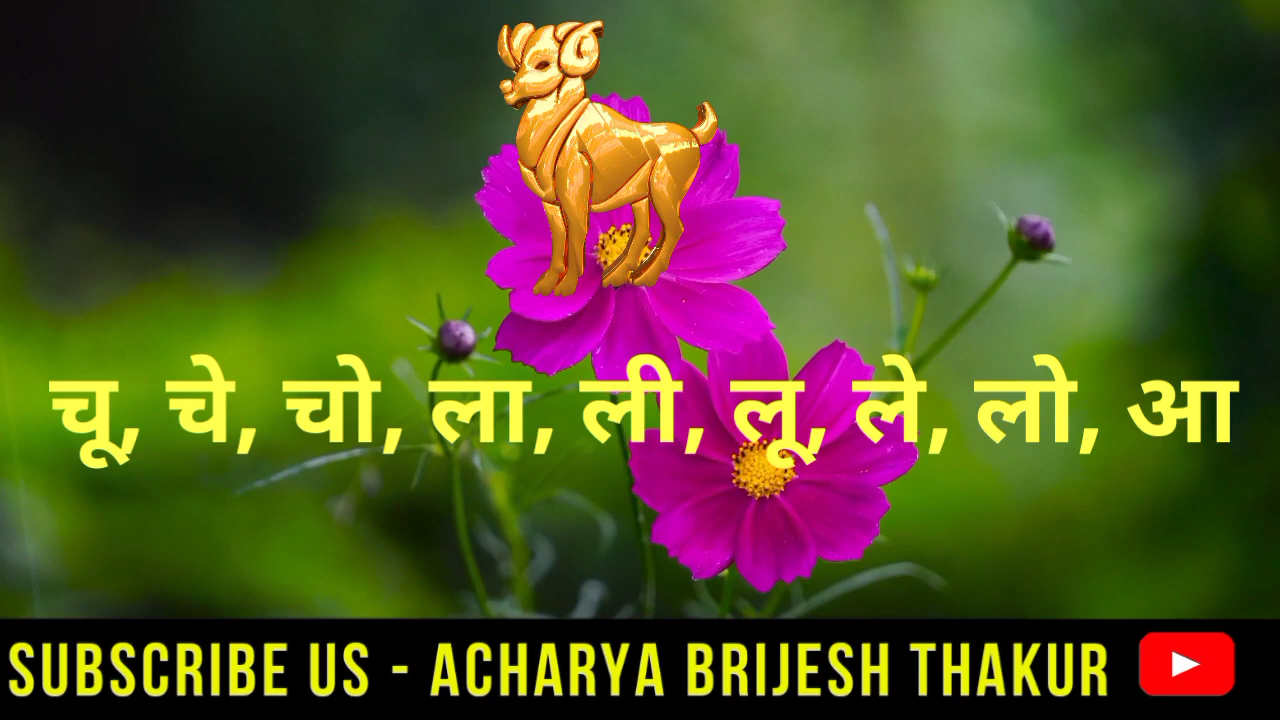 चू, चे, चो, ला, ली, लू, ले, लो, आ
SUBSCRIBE US - ACHARYA BRIJESH THAKUR